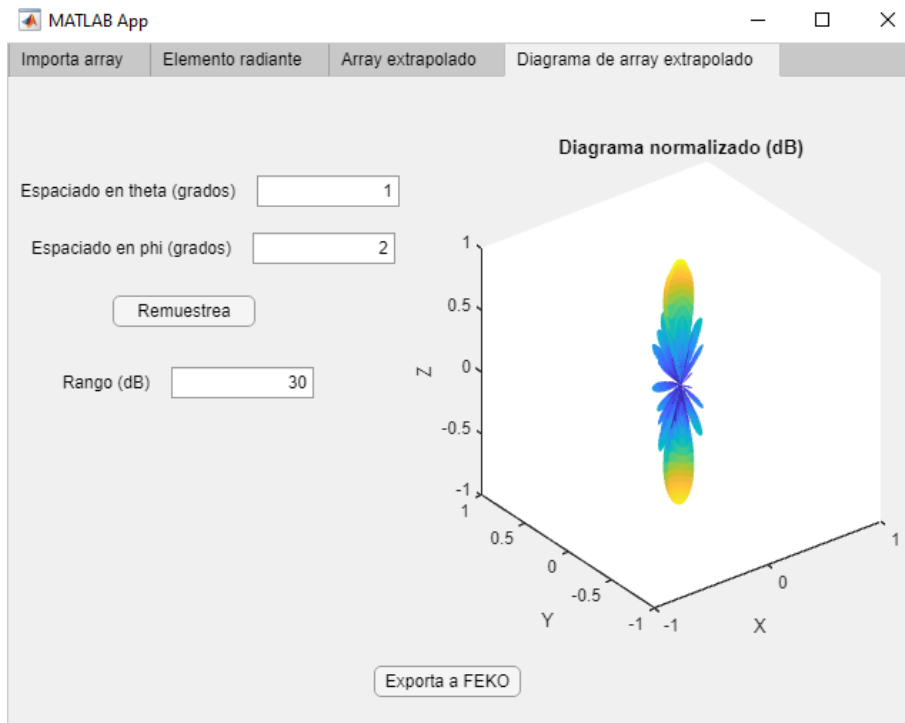 MATLAB App
Importa array
Elemento radiante
Array extrapolado
Diagrama de array extrapolado
Espaciado en theta (grados)
1
Espaciado en phi (grados)
2
Remuestrea
Rango (dB)
30
Diagrama normalizado (dB)
1
0.5
0
-0.5
-1
Z
1
0.5
0
-0.5
-1
Y
-1
0
1
X
Exporta a FEKO